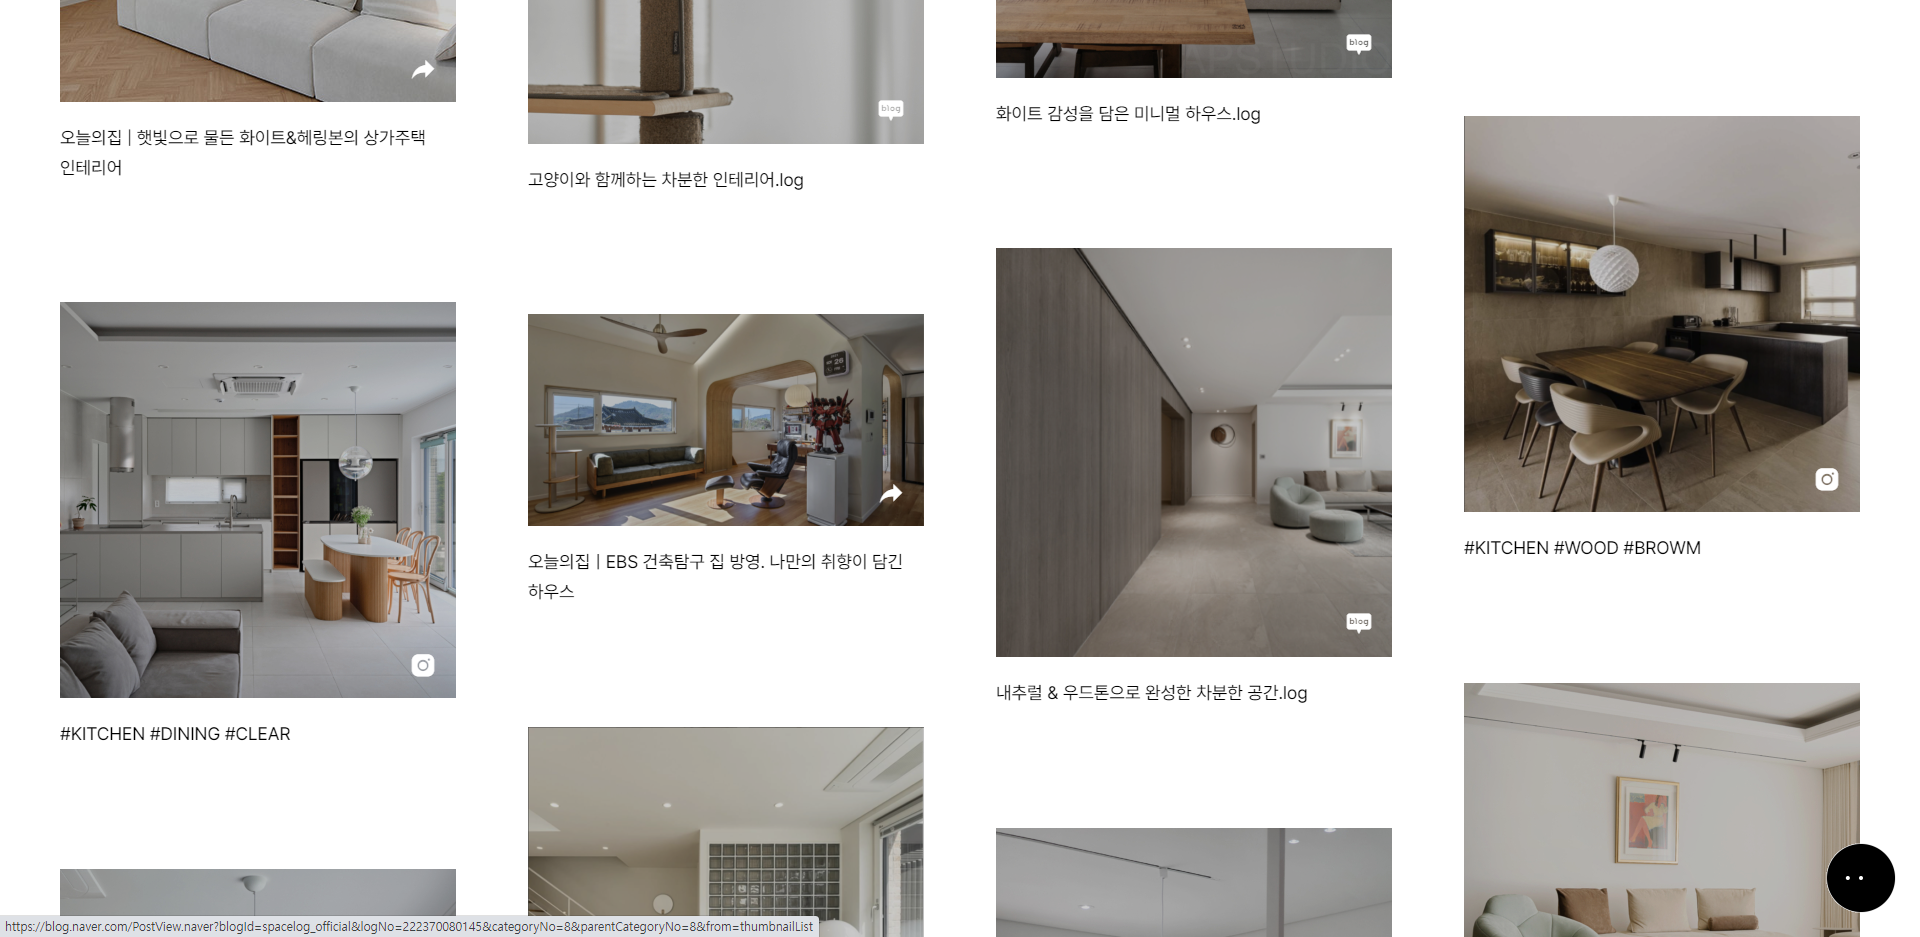 blog
화이트 감성을 담은 미니멀 하우스.log
오늘의집 | 햇빛으로 물든 화이트&헤링본의 상가주택
인테리어
blog
고양이와 함께하는 차분한 인테리어.log
오늘의집 | EBS 건축탐구 집 방영. 나만의 취향이 담긴
하우스
#KITCHEN #WOOD #BROWM
blog
내추럴 & 우드톤으로 완성한 차분한 공간.log
#KITCHEN #DINING #CLEAR
https://blog.naver.com/PostView.naver?blogId=spacelog_official&logNo=222370080145&categoryNo=8&parentCategoryNo=8&from=thumbnailList